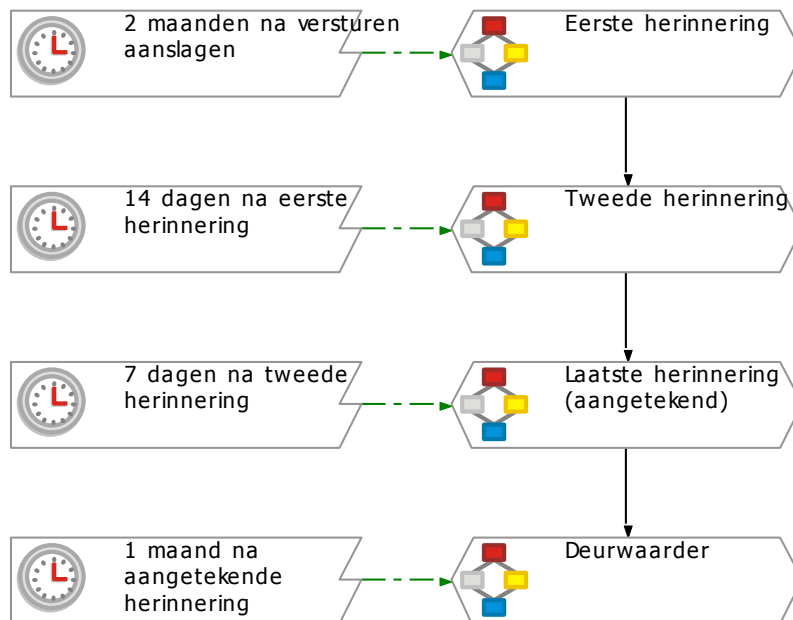 2 maanden na versturen
aanslagen
Eerste herinnering
14 dagen na eerste
herinnering
Tweede herinnering
7 dagen na tweede
herinnering
Laatste herinnering
(aangetekend)
1 maand na
aangetekende
herinnering
Deurwaarder